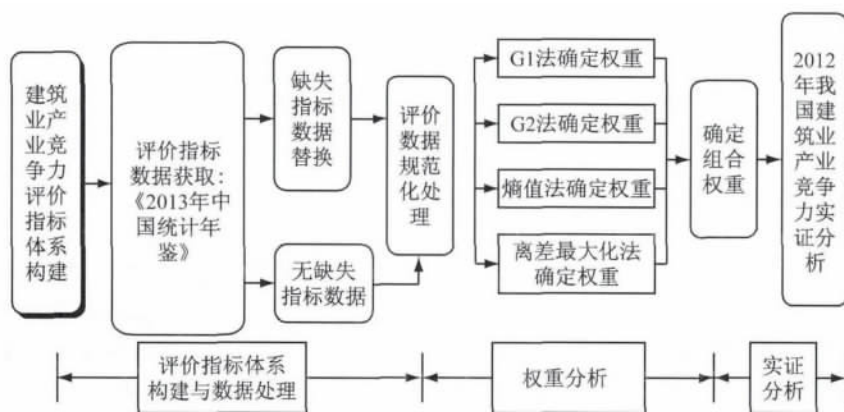 建筑
业产
业竞
争力
评价
指标
体系
构建
评价指标
数据获取：
《2013年中
国统计年
鉴》
缺失
指标
数据
替换
无缺失
指标数据
评价
数据
规范
化处
理
G1法确定权重
G2法确定权重
熵值法确定权重
离差最大化法
确定权重
确定
组合
权重
2012
年我
国建
筑业
产业
竞争
力实
证分
析
评价指标体系
构建与数据处理
权重分析
实证
分析